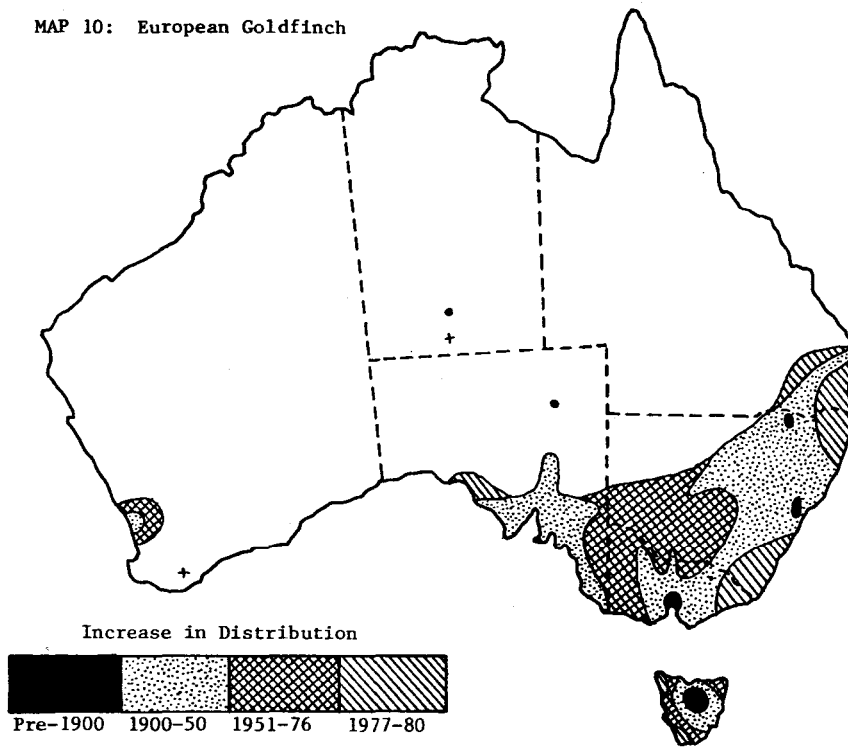 MAP 10: European Goldfinch
Increase in Distribution
Pre-1900 1900-50 1951-76 1977-80